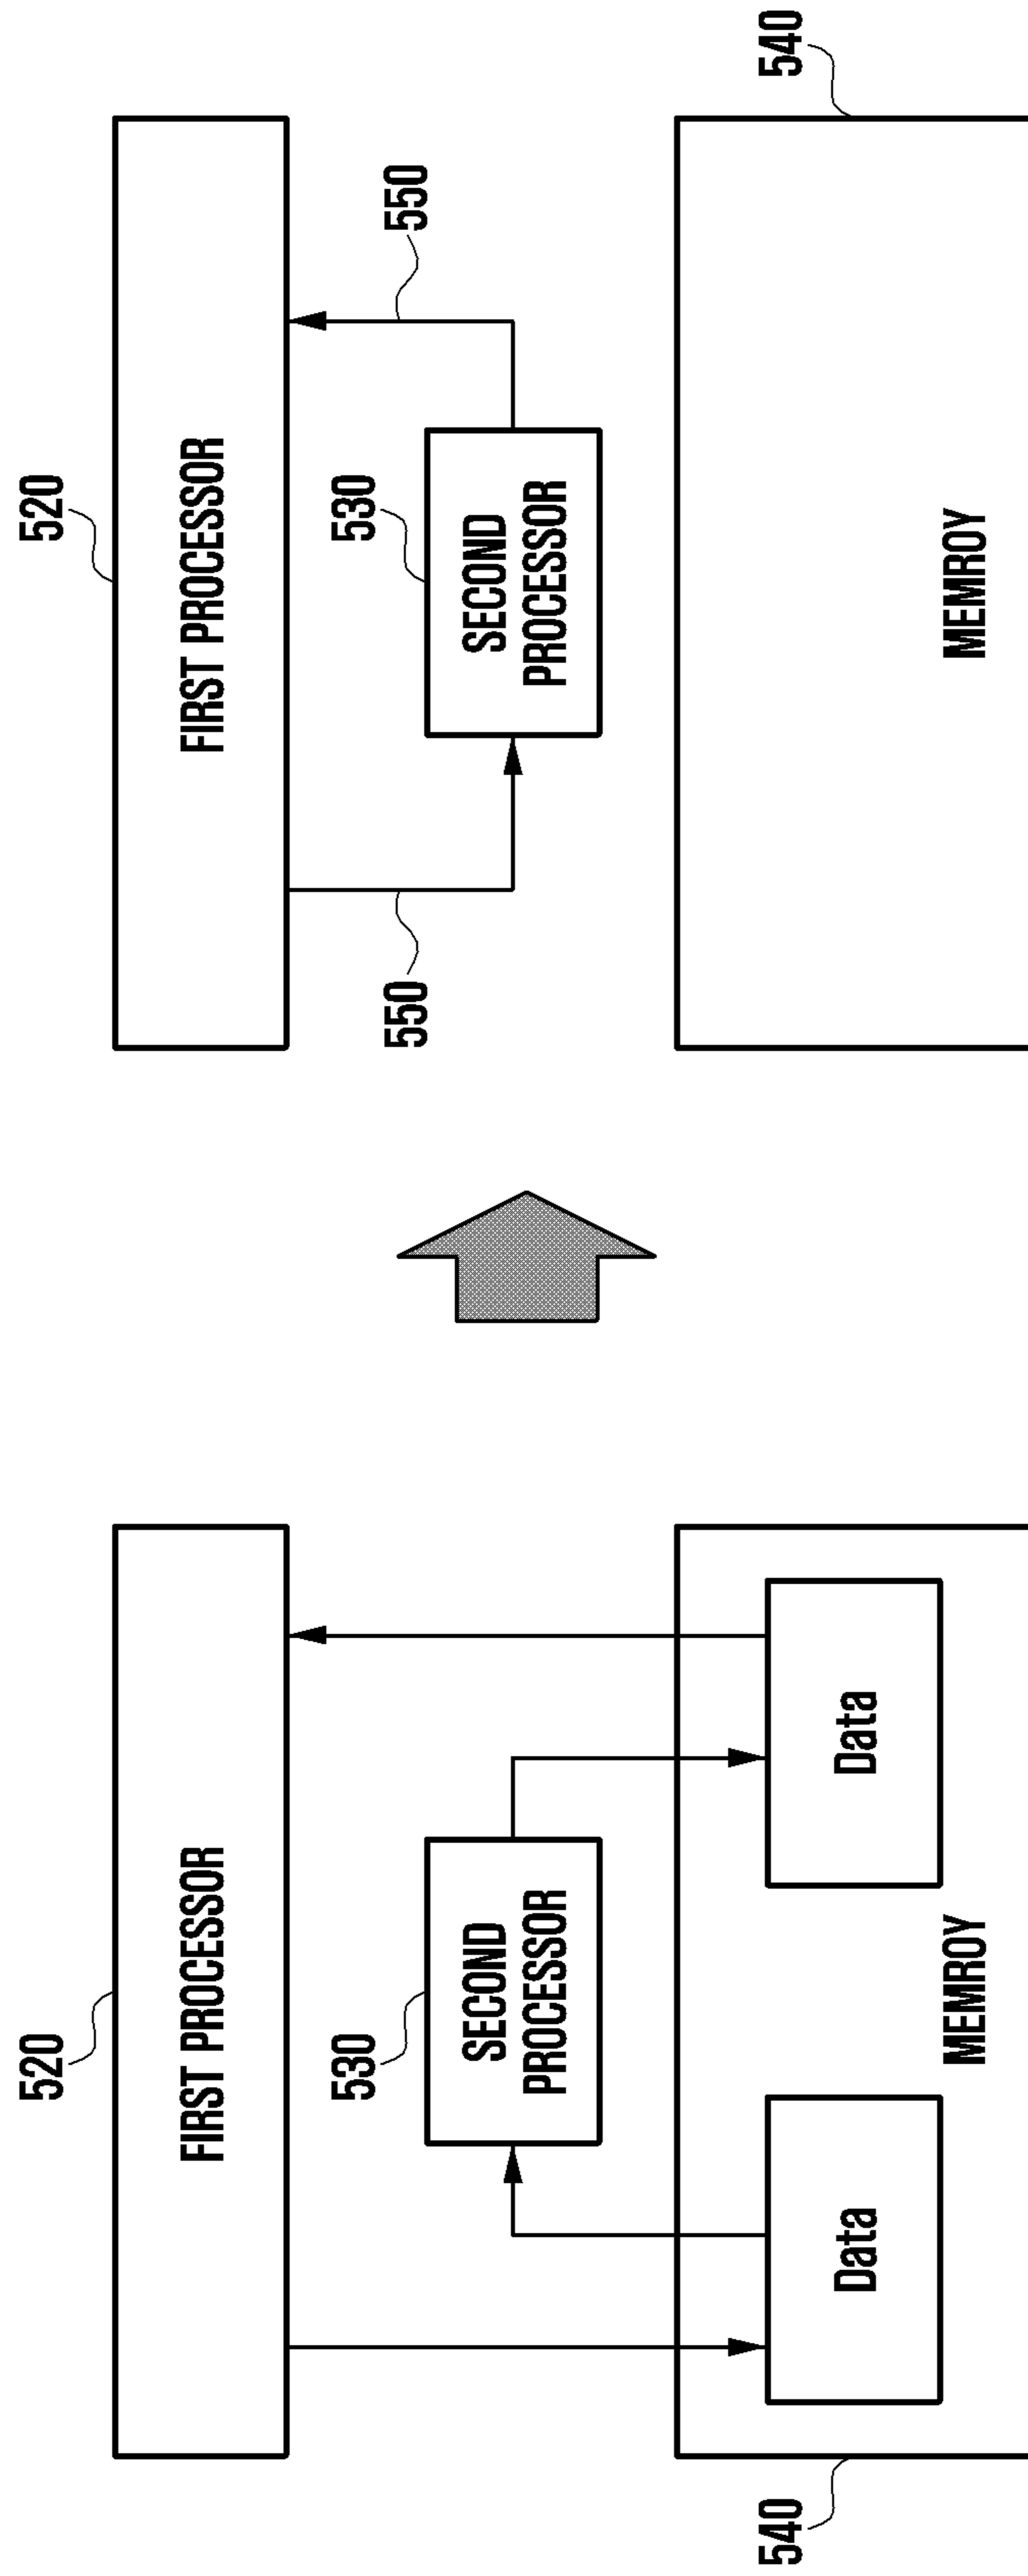 520
FIRST PROCESSOR
530
SECOND
PROCESSOR
Data
Data
MEMROY
540
520
FIRST PROCESSOR
550
550
530
SECOND
PROCESSOR
540
MEMROY